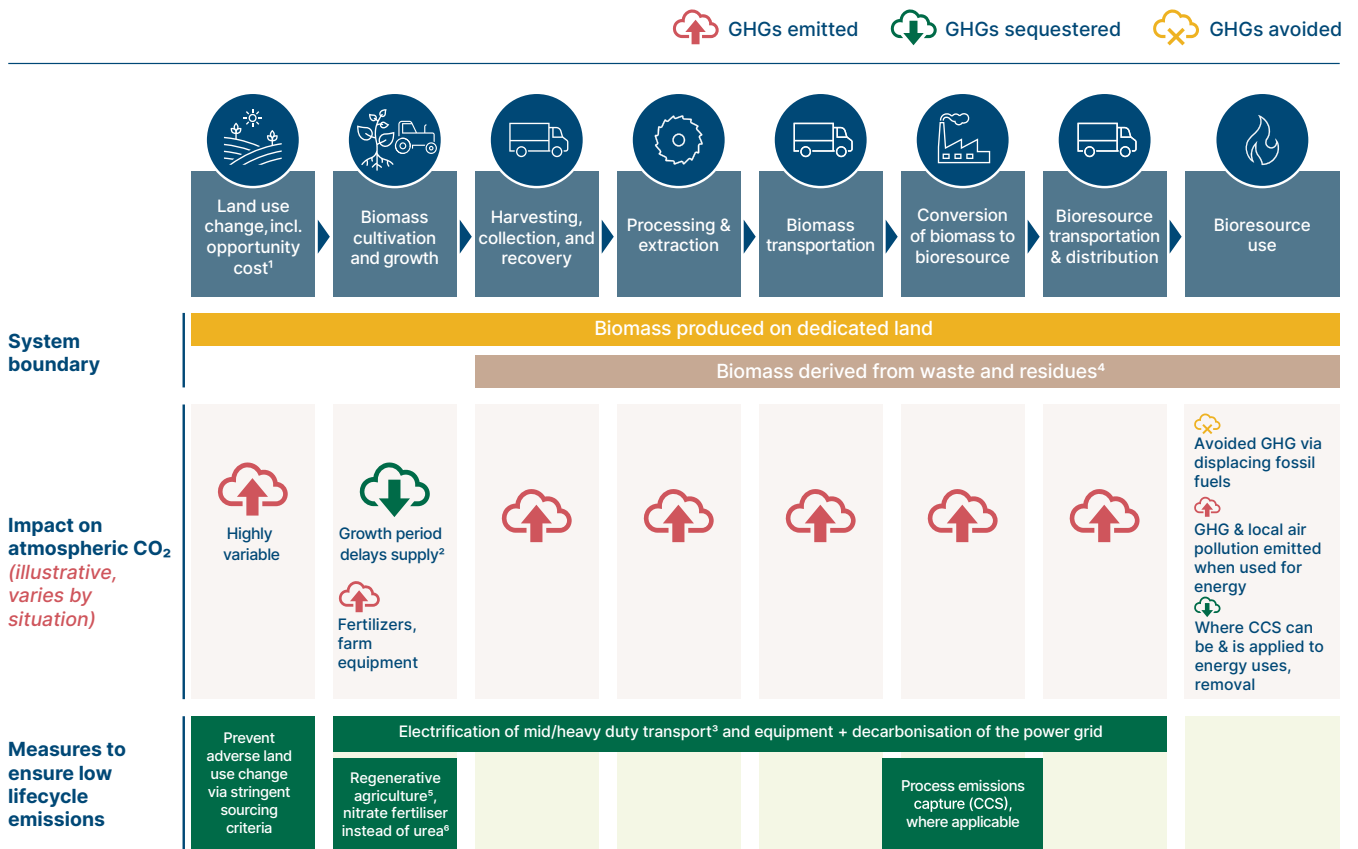 GHGs emitted
GHGs sequestered
GHGs avoided
Land use
change, incl.
opportunity
cost¹
Biomass
cultivation
and growth
Harvesting,
collection, and
recovery
Processing &
extraction
Biomass
transportation
Conversion
of biomass to
bioresource
Bioresource
transportation
& distribution
Bioresource
use
System
boundary
Biomass produced on dedicated land
Biomass derived from waste and residues⁴
Impact on
atmospheric CO₂
(illustrative,
varies by
situation)
Highly
variable
Growth period
delays supply²
Fertilizers,
farm
equipment
Avoided GHG via
displacing fossil
fuels
GHG & local air
pollution emitted
when used for
energy
Where CCS can
be & is applied to
energy uses,
removal
Measures to
ensure low
lifecycle
emissions
Prevent
adverse land
use change
via stringent
sourcing
criteria
Electrification of mid/heavy duty transport³ and equipment + decarbonisation of the power grid
Regenerative
agriculture⁵,
nitrate fertiliser
instead of urea⁶
Process emissions
capture (CCS),
where applicable